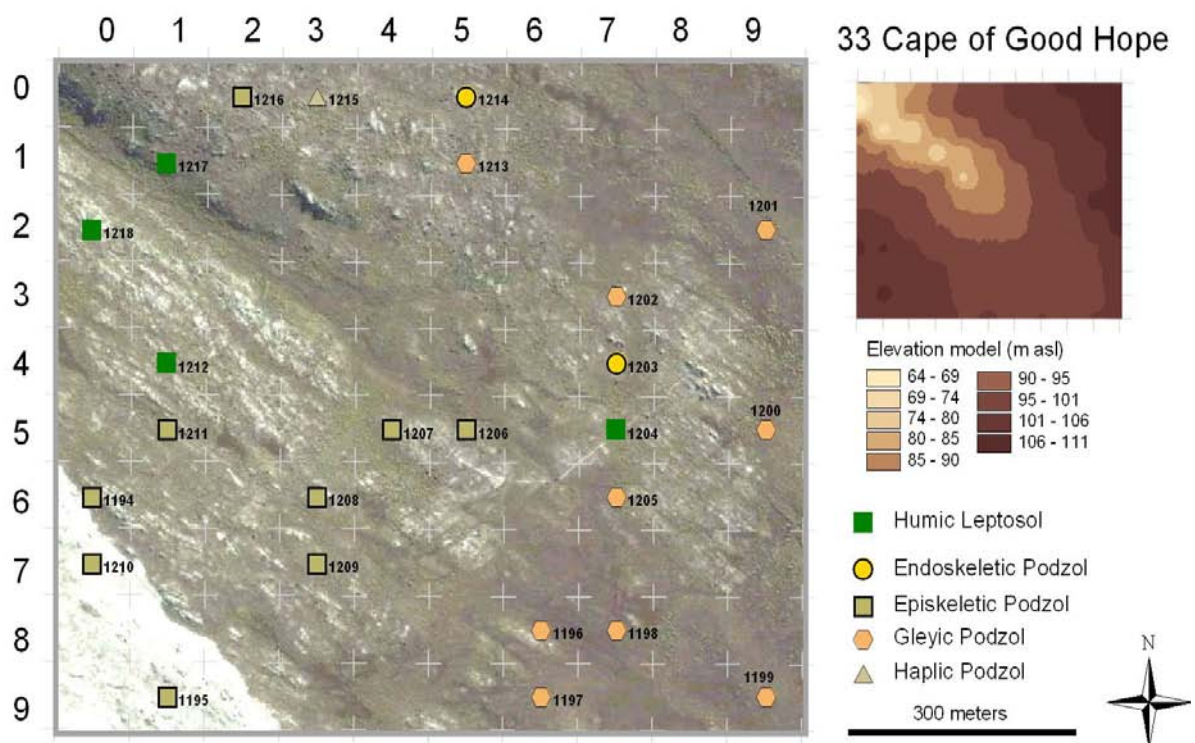 0 1 2 3 4 5 6 7 8 9
33 Cape of Good Hope
0
1216 1215 1214
1
1217 1213
1201
2
1218
3
1202
4
1212 1203
1200
5
1211 1207 1206 1204
6
1194 1208 1205
7
1210 1209
8
1196 1198
1199
9
1195 1197
Elevation model (m asl)
64 - 69 90 - 95
69 - 74 95 - 101
74 - 80 101 - 106
80 - 85 106 - 111
85 - 90
Humic Leptosol
Endoskeletic Podzol
Episkeletic Podzol
Gleyic Podzol
Haplic Podzol
N
300 meters